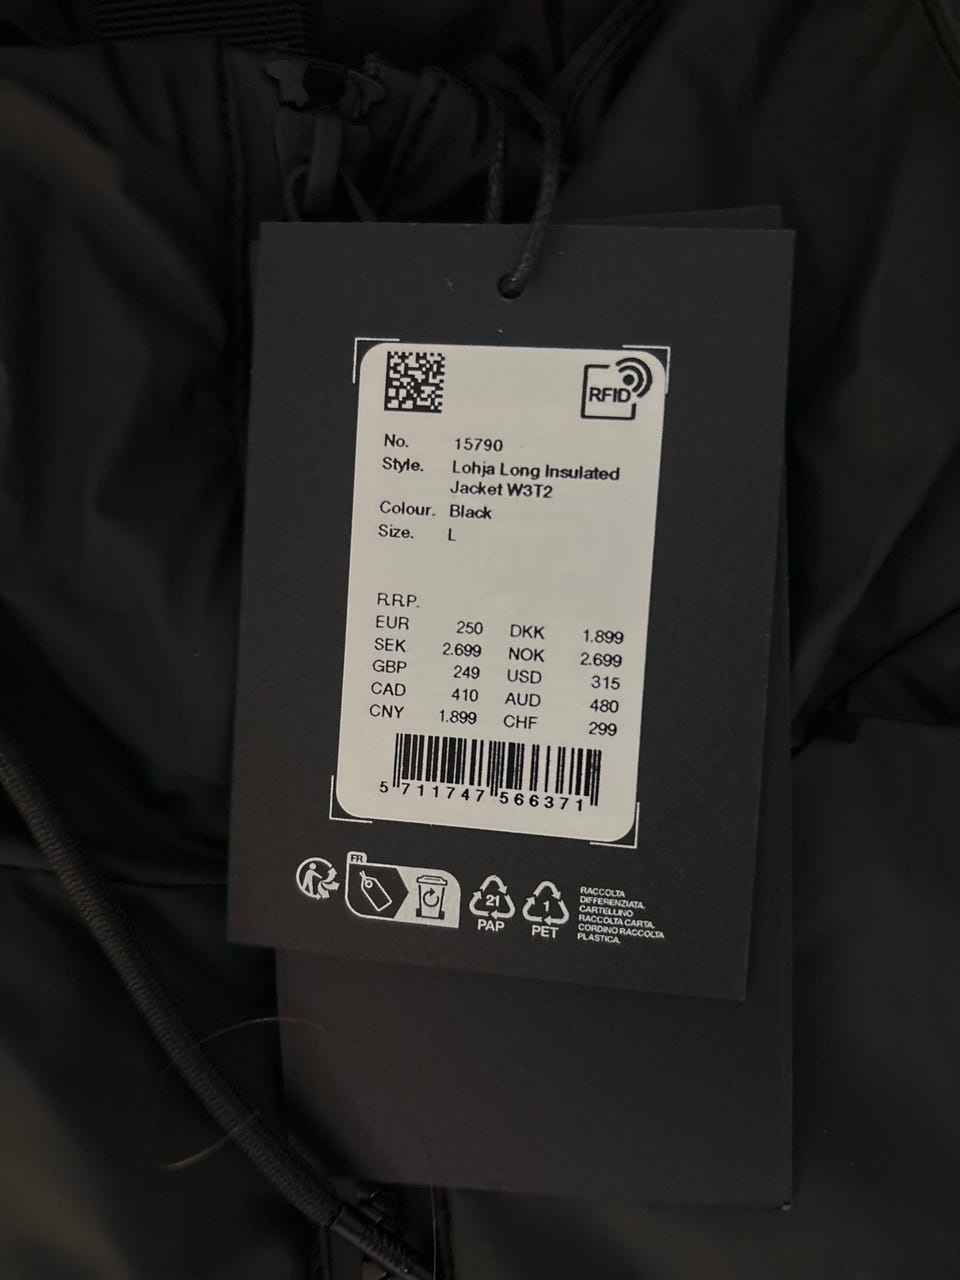 RFID
No. 15790
Style. Lohja Long Insulated
Jacket W3T2
Colour. Black
Size. L
R.R.P.
EUR 250 DKK 1.899
SEK 2.699 NOK 2.699
GBP 249 USD 315
CAD 410 AUD 480
CNY 1.899 CHF 299
5 711747 566371
FR
21
PAP
1
PET
RACCOLTA
DIFFERENZIATA.
CARTELLINO
RACCOLTA CARTA,
CORDINO RACCOLTA
PLASTICA.